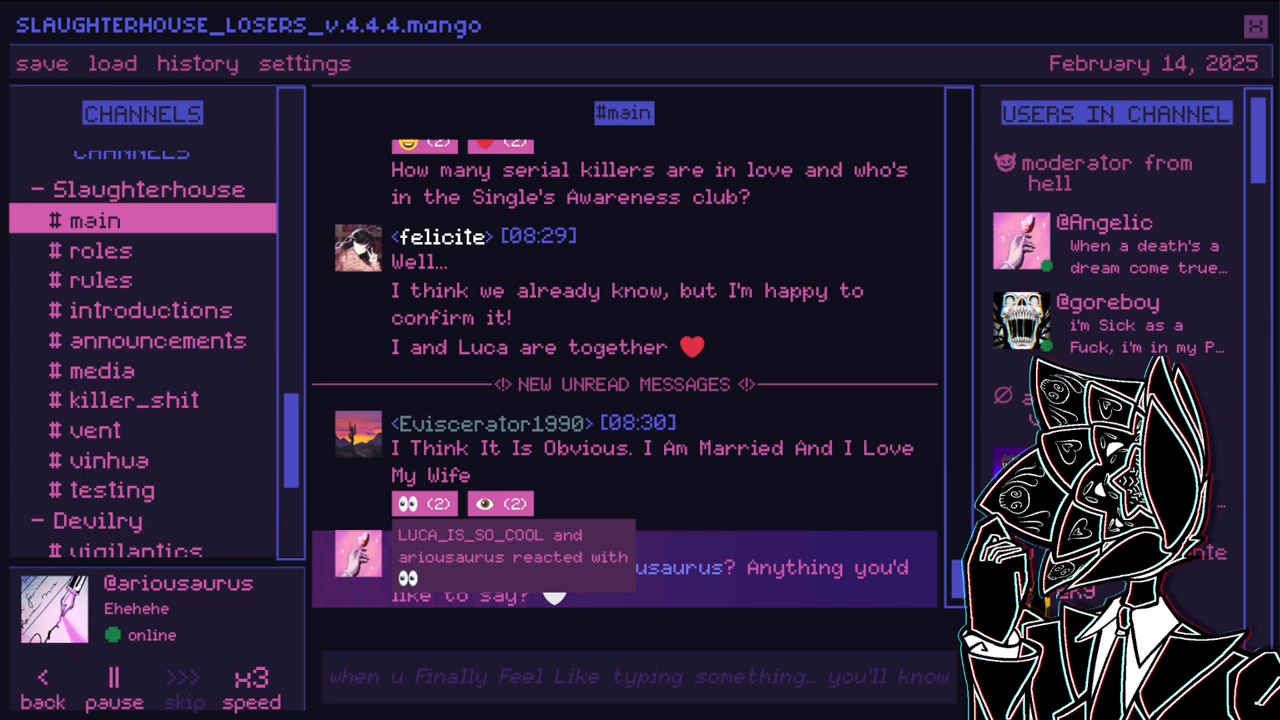 SLAUGHTERHOUSE_LOSERS_v.4.4.4.mango
save load history settings
February 14, 2025
CHANNELS
CHANNELS
- Slaughterhouse
# main
# roles
# rules
# introductions
# announcements
# media
# killer_shit
# vent
# vinhua
# testing
- Devilry
# vigilantics
@ariousaurus
Ehehehe
online
< back
|| pause
>>> skip
x3 speed
#main
(2) (2)
How many serial killers are in love and who's
in the Single's Awareness club?
<felicite> [08:29]
Well...
I think we already know, but I'm happy to
confirm it!
I and Luca are together ❤
NEW UNREAD MESSAGES
<Eviscerator1990> [08:30]
I Think It Is Obvious. I Am Married And I Love
My Wife
👀 (2) 👁 (2)
LUCA_IS_SO_COOL and
ariousaurus reacted with
👀
usaurus? Anything you'd
like to say?
when u Finally Feel Like typing something... you'll know
USERS IN CHANNEL
moderator from
hell
@Angelic
When a death's a
dream come true...
@goreboy
i'm Sick as a
Fuck, i'm in my P...